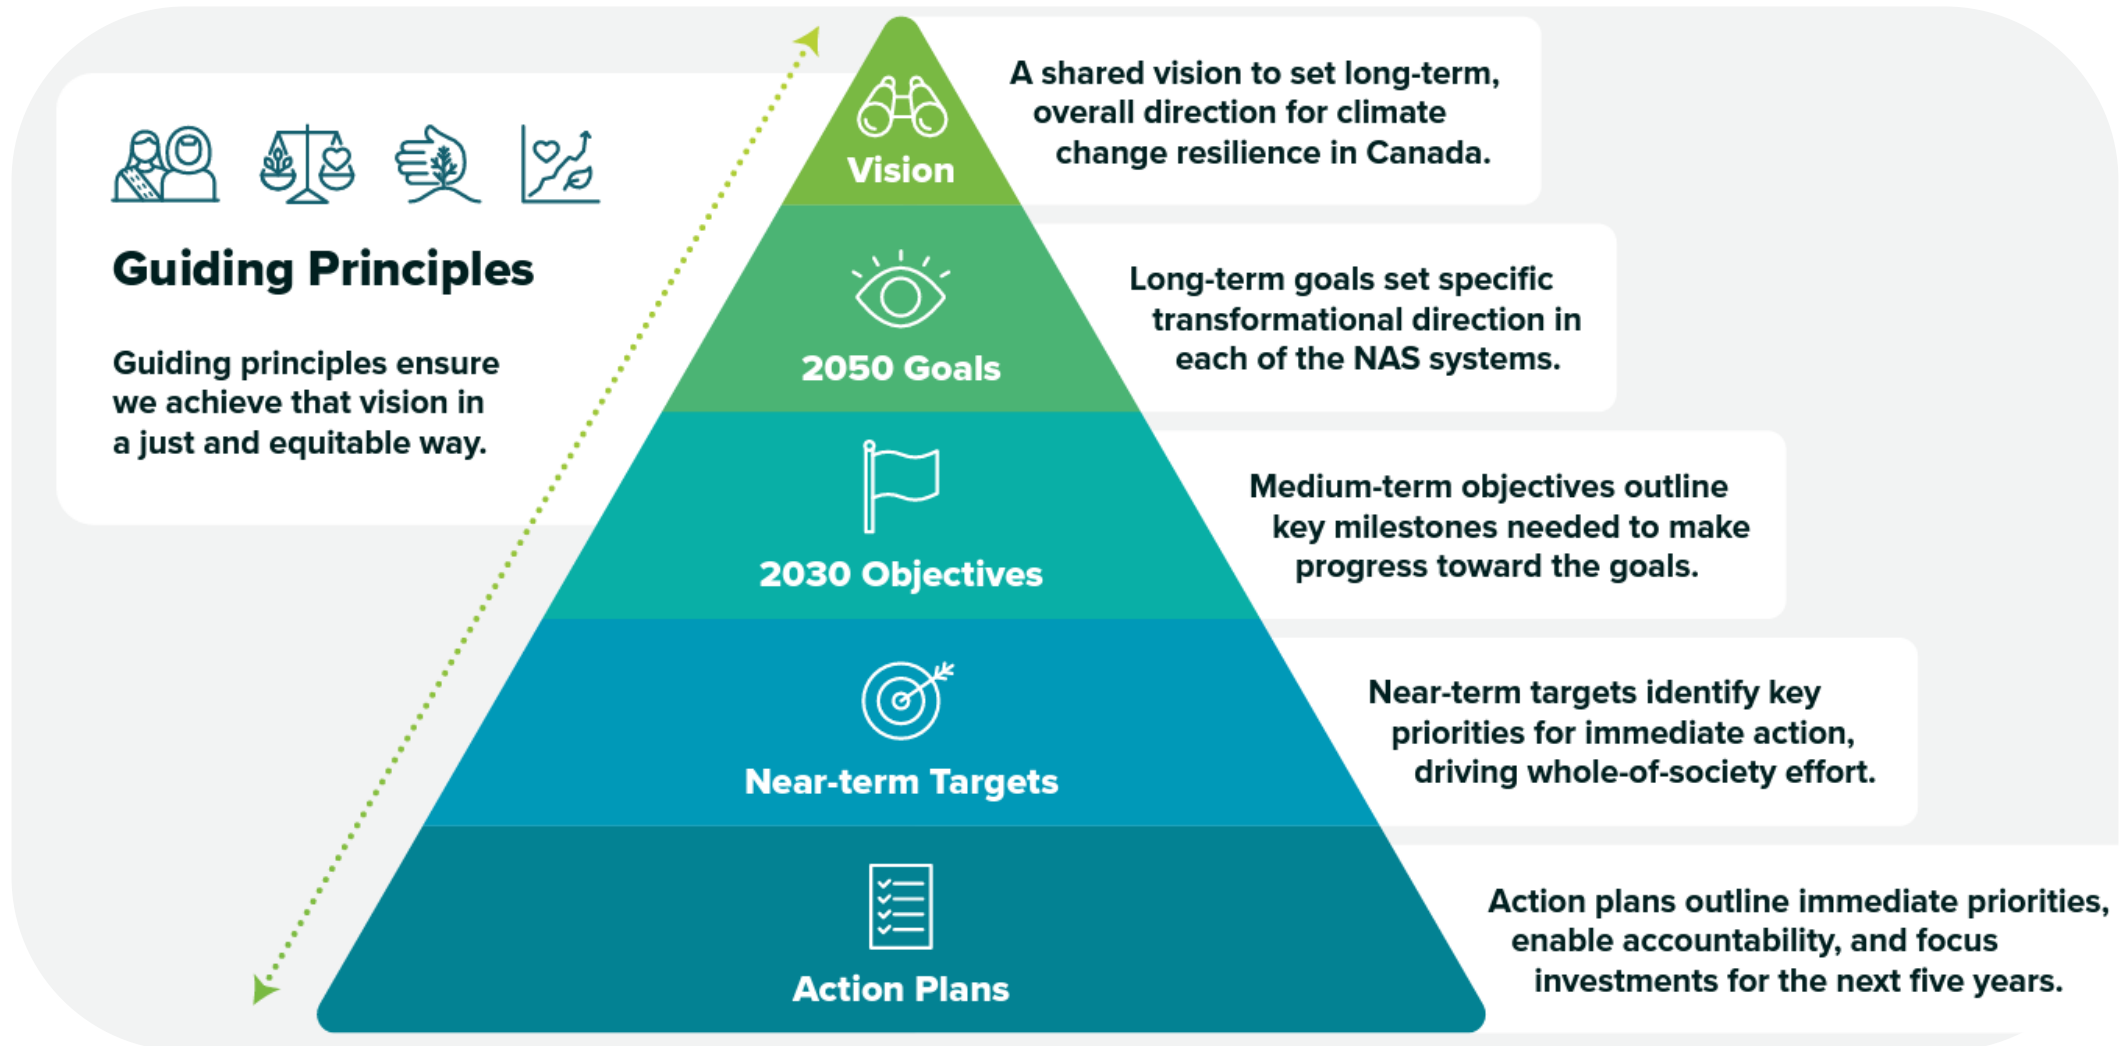 Guiding Principles
Guiding principles ensure
we achieve that vision in
a just and equitable way.
Vision
A shared vision to set long-term,
overall direction for climate
change resilience in Canada.
2050 Goals
Long-term goals set specific
transformational direction in
each of the NAS systems.
2030 Objectives
Medium-term objectives outline
key milestones needed to make
progress toward the goals.
Near-term Targets
Near-term targets identify key
priorities for immediate action,
driving whole-of-society effort.
Action Plans
Action plans outline immediate priorities,
enable accountability, and focus
investments for the next five years.